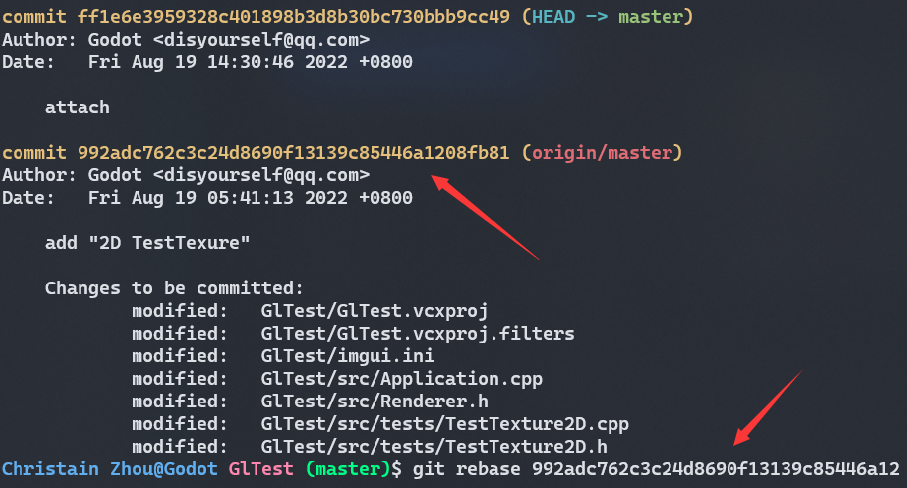 commit ff1e6e3959328c401898b3d8b30bc730bbb9cc49 (HEAD -> master)
Author: Godot <disyourself@qq.com>
Date:   Fri Aug 19 14:30:46 2022 +0800
attach
commit 992adc762c3c24d8690f13139c85446a1208fb81 (origin/master)
Author: Godot <disyourself@qq.com>
Date:   Fri Aug 19 05:41:13 2022 +0800
add "2D TestTexure"
Changes to be committed:
modified:   GlTest/GlTest.vcxproj
modified:   GlTest/GlTest.vcxproj.filters
modified:   GlTest/imgui.ini
modified:   GlTest/src/Application.cpp
modified:   GlTest/src/Renderer.h
modified:   GlTest/src/tests/TestTexture2D.cpp
modified:   GlTest/src/tests/TestTexture2D.h
Christain Zhou@Godot GlTest (master)$ git rebase 992adc762c3c24d8690f13139c85446a12